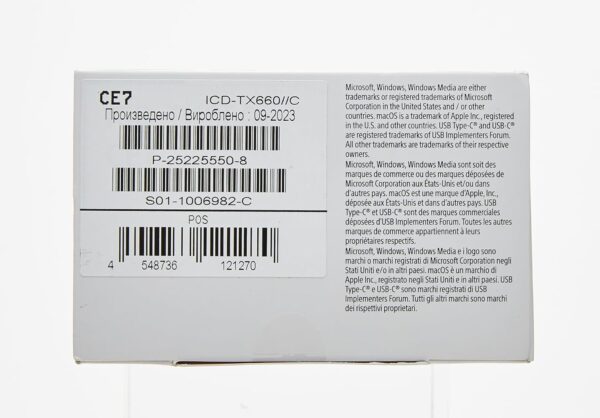 CE7 ICD-TX660//C
Произведено / Вироблено : 09-2023
P-25225550-8
S01-1006982-C
POS
4 548736 121270
Microsoft, Windows, Windows Media are either
trademarks or registered trademarks of Microsoft
Corporation in the United States and / or other
countries. macOS is a trademark of Apple Inc., registered
in the U.S. and other countries. USB Type-C® and USB-C®
are registered trademarks of USB Implementers Forum.
All other trademarks are trademarks of their respective
owners.
Microsoft, Windows, Windows Media sont soit des
marques de commerce ou des marques déposées de
Microsoft Corporation aux États-Unis et/ou dans
d'autres pays. macOS est une marque d'Apple Inc.,
déposée aux États-Unis et dans d'autres pays. USB
Type-C® et USB-C® sont des marques commerciales
déposées d'USB Implementers Forum. Toutes les autres
marques de commerce appartiennent à leurs
propriétaires respectifs.
Microsoft, Windows, Windows Media e i logo sono
marchi o marchi registrati di Microsoft Corporation negli
Stati Uniti e/o in altri paesi. macOS è un marchio di
Apple Inc., registrato negli Stati Uniti e in altri paesi. USB
Type-C® e USB-C® sono marchi registrati di USB
Implementers Forum. Tutti gli altri marchi sono marchi
dei rispettivi proprietari.